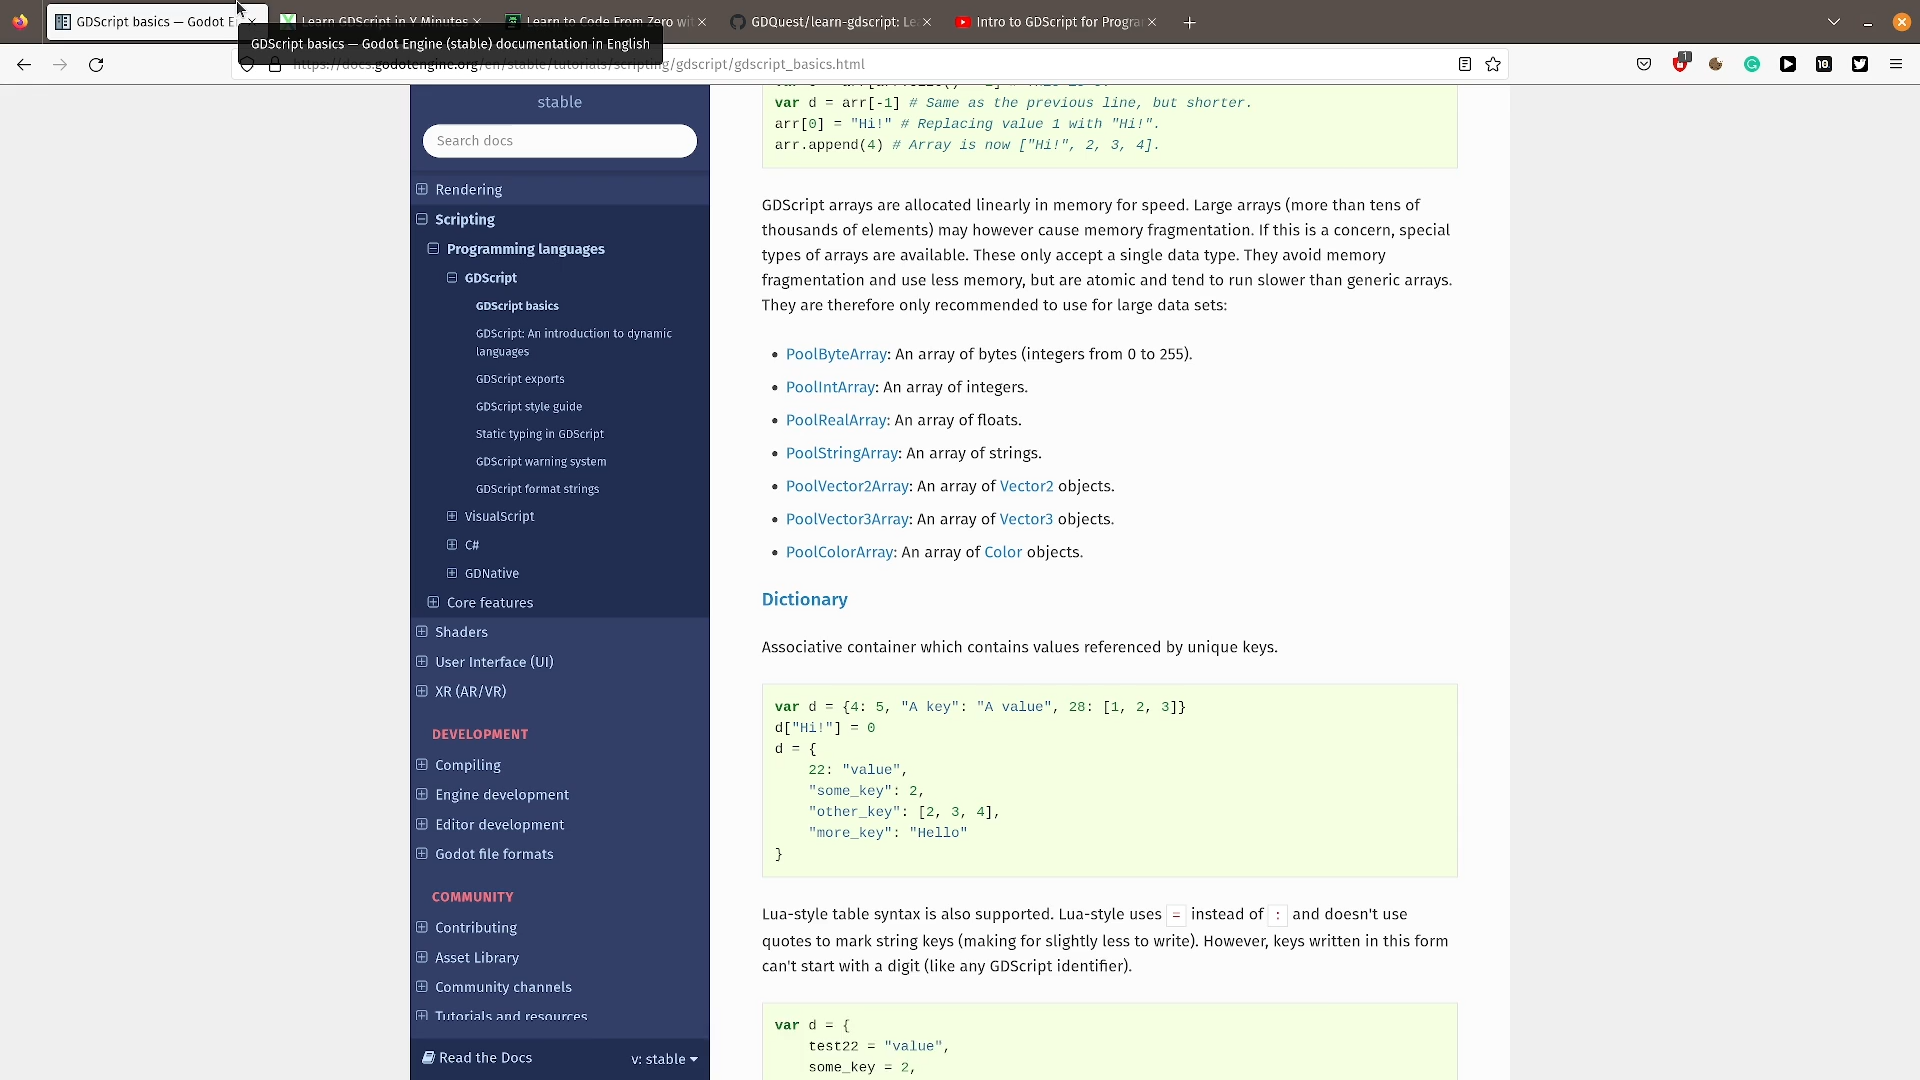 GDScript basics — Godot E
Learn GDScript in Y Minutes
Learn to Code From Zero wit
GDQuest/learn-gdscript: Le
Intro to GDScript for Progra
GDScript basics — Godot Engine (stable) documentation in English
https://docs.godotengine.org/en/stable/tutorials/scripting/gdscript/gdscript_basics.html
1
10
stable
Search docs
Rendering
Scripting
Programming languages
GDScript
GDScript basics
GDScript: An introduction to dynamic
languages
GDScript exports
GDScript style guide
Static typing in GDScript
GDScript warning system
GDScript format strings
VisualScript
C#
GDNative
Core features
Shaders
User Interface (UI)
XR (AR/VR)
DEVELOPMENT
Compiling
Engine development
Editor development
Godot file formats
COMMUNITY
Contributing
Asset Library
Community channels
Tutorials and resources
Read the Docs
v: stable
var d = arr[-1] # Same as the previous line, but shorter.
arr[0] = "Hi!" # Replacing value 1 with "Hi!".
arr.append(4) # Array is now ["Hi!", 2, 3, 4].
GDScript arrays are allocated linearly in memory for speed. Large arrays (more than tens of
thousands of elements) may however cause memory fragmentation. If this is a concern, special
types of arrays are available. These only accept a single data type. They avoid memory
fragmentation and use less memory, but are atomic and tend to run slower than generic arrays.
They are therefore only recommended to use for large data sets:
• PoolByteArray: An array of bytes (integers from 0 to 255).
• PoolIntArray: An array of integers.
• PoolRealArray: An array of floats.
• PoolStringArray: An array of strings.
• PoolVector2Array: An array of Vector2 objects.
• PoolVector3Array: An array of Vector3 objects.
• PoolColorArray: An array of Color objects.
Dictionary
Associative container which contains values referenced by unique keys.
var d = {4: 5, "A key": "A value", 28: [1, 2, 3]}
d["Hi!"] = 0
d = {
22: "value",
"some_key": 2,
"other_key": [2, 3, 4],
"more_key": "Hello"
}
Lua-style table syntax is also supported. Lua-style uses = instead of : and doesn't use
quotes to mark string keys (making for slightly less to write). However, keys written in this form
can't start with a digit (like any GDScript identifier).
var d = {
test22 = "value",
some_key = 2,